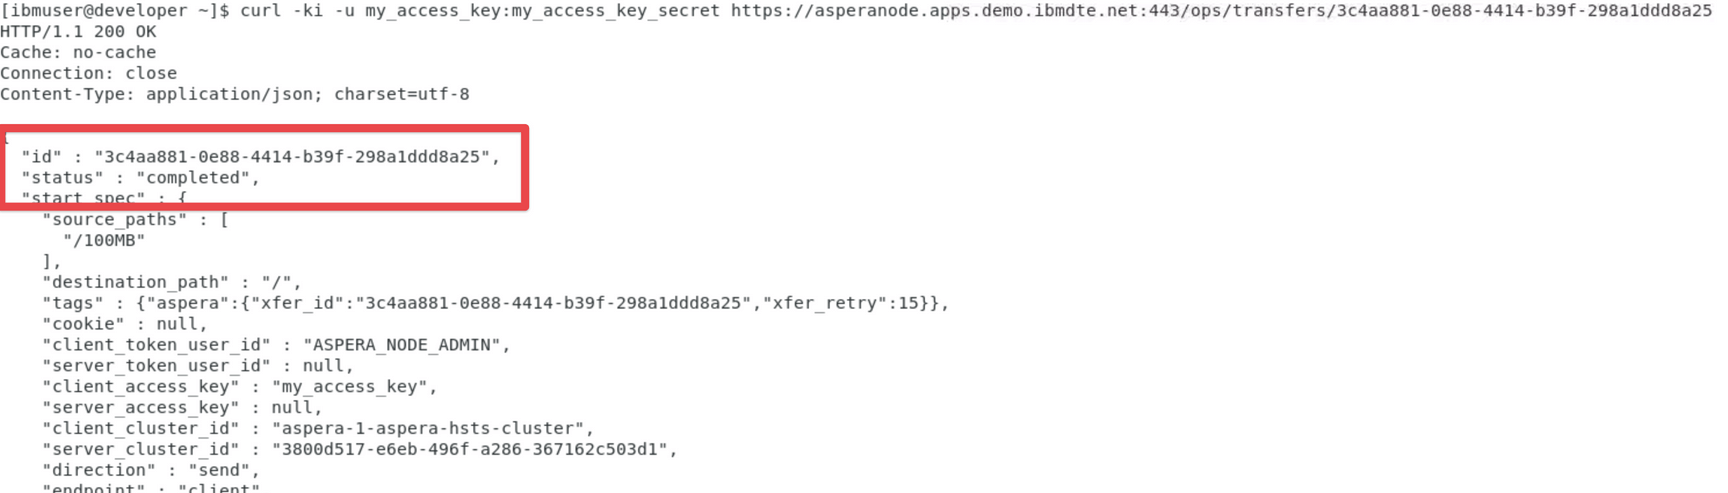 [ibmuser@developer ~]$ curl -ki -u my_access_key:my_access_key_secret https://asperanode.apps.demo.ibmdte.net:443/ops/transfers/3c4aa881-0e88-4414-b39f-298a1ddd8a25
HTTP/1.1 200 OK
Cache: no-cache
Connection: close
Content-Type: application/json; charset=utf-8
{
"id" : "3c4aa881-0e88-4414-b39f-298a1ddd8a25",
"status" : "completed",
"start_spec" : {
"source_paths" : [
"/100MB"
],
"destination_path" : "/",
"tags" : {"aspera":{"xfer_id":"3c4aa881-0e88-4414-b39f-298a1ddd8a25","xfer_retry":15}},
"cookie" : null,
"client_token_user_id" : "ASPERA_NODE_ADMIN",
"server_token_user_id" : null,
"client_access_key" : "my_access_key",
"server_access_key" : null,
"client_cluster_id" : "aspera-1-aspera-hsts-cluster",
"server_cluster_id" : "3800d517-e6eb-496f-a286-367162c503d1",
"direction" : "send",
"endpoint" : "client"